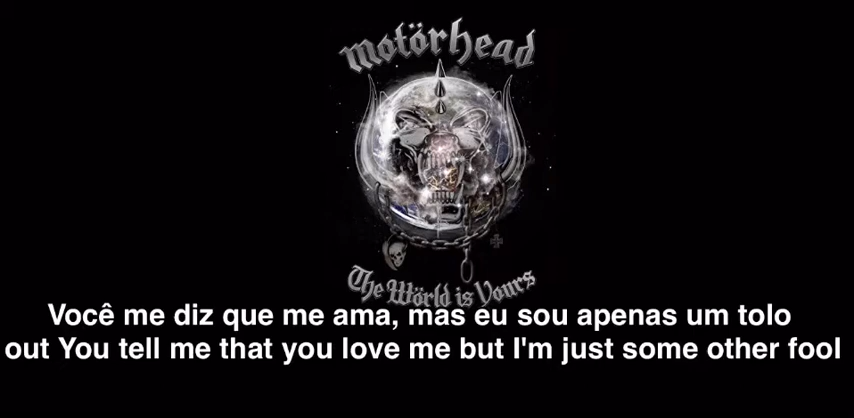 motörhead
The Wörld is Yours
Você me diz que me ama, mas eu sou apenas um tolo
out You tell me that you love me but I'm just some other fool